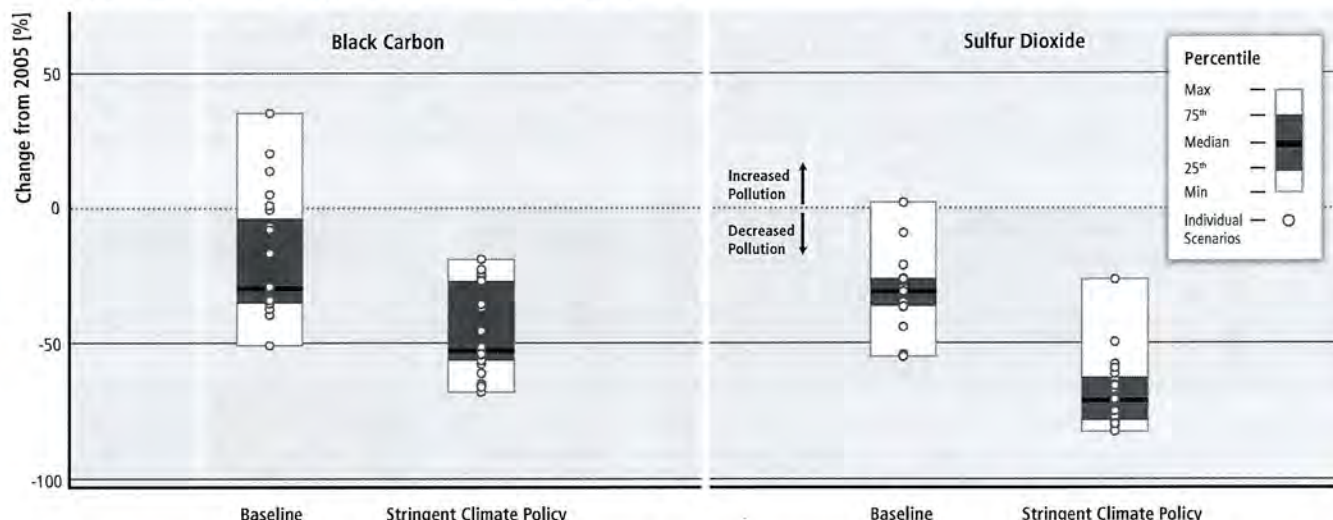 Change from 2005 [%]
50
0
-50
-100
Black Carbon
Baseline
Stringent Climate Policy
Sulfur Dioxide
Increased
Pollution
Decreased
Pollution
Baseline
Stringent Climate Policy
Percentile
Max
75th
Median
25th
Min
Individual
Scenarios